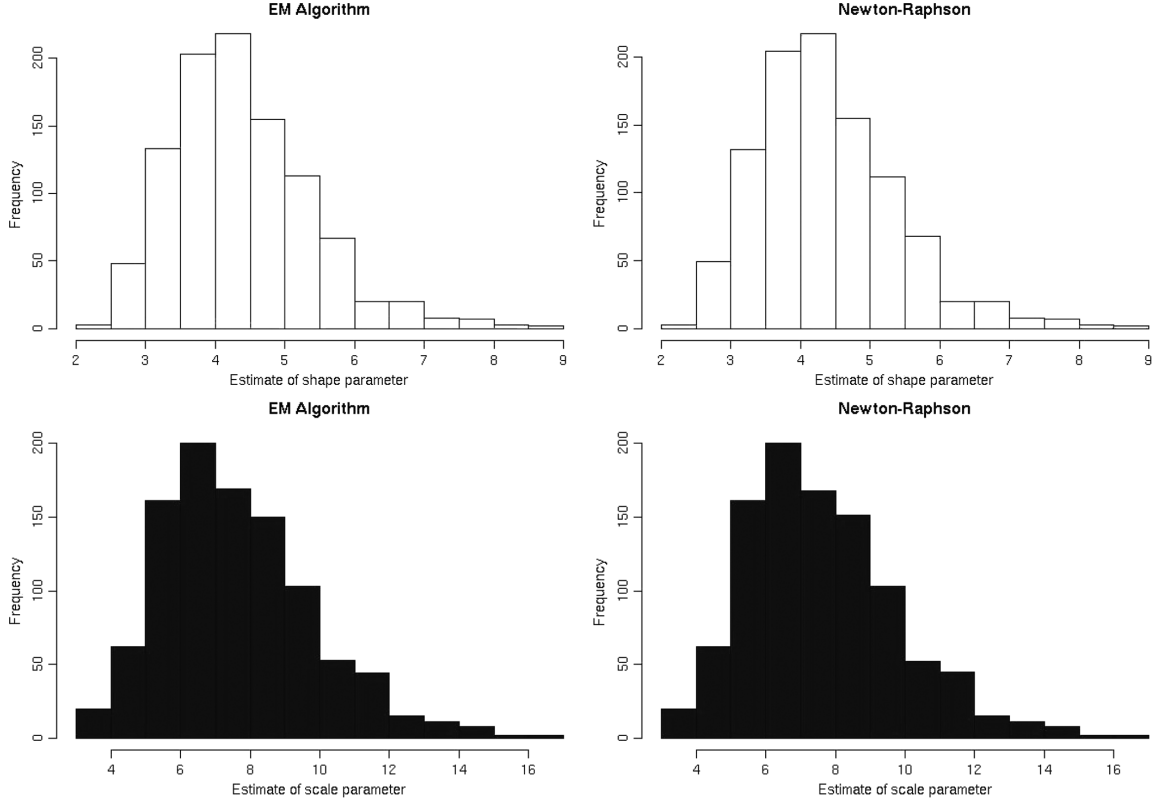 EM Algorithm
Frequency
200
150
100
50
0
2 3 4 5 6 7 8 9
Estimate of shape parameter
Newton-Raphson
Frequency
200
150
100
50
0
2 3 4 5 6 7 8 9
Estimate of shape parameter
EM Algorithm
Frequency
200
150
100
50
0
4 6 8 10 12 14 16
Estimate of scale parameter
Newton-Raphson
Frequency
200
150
100
50
0
4 6 8 10 12 14 16
Estimate of scale parameter